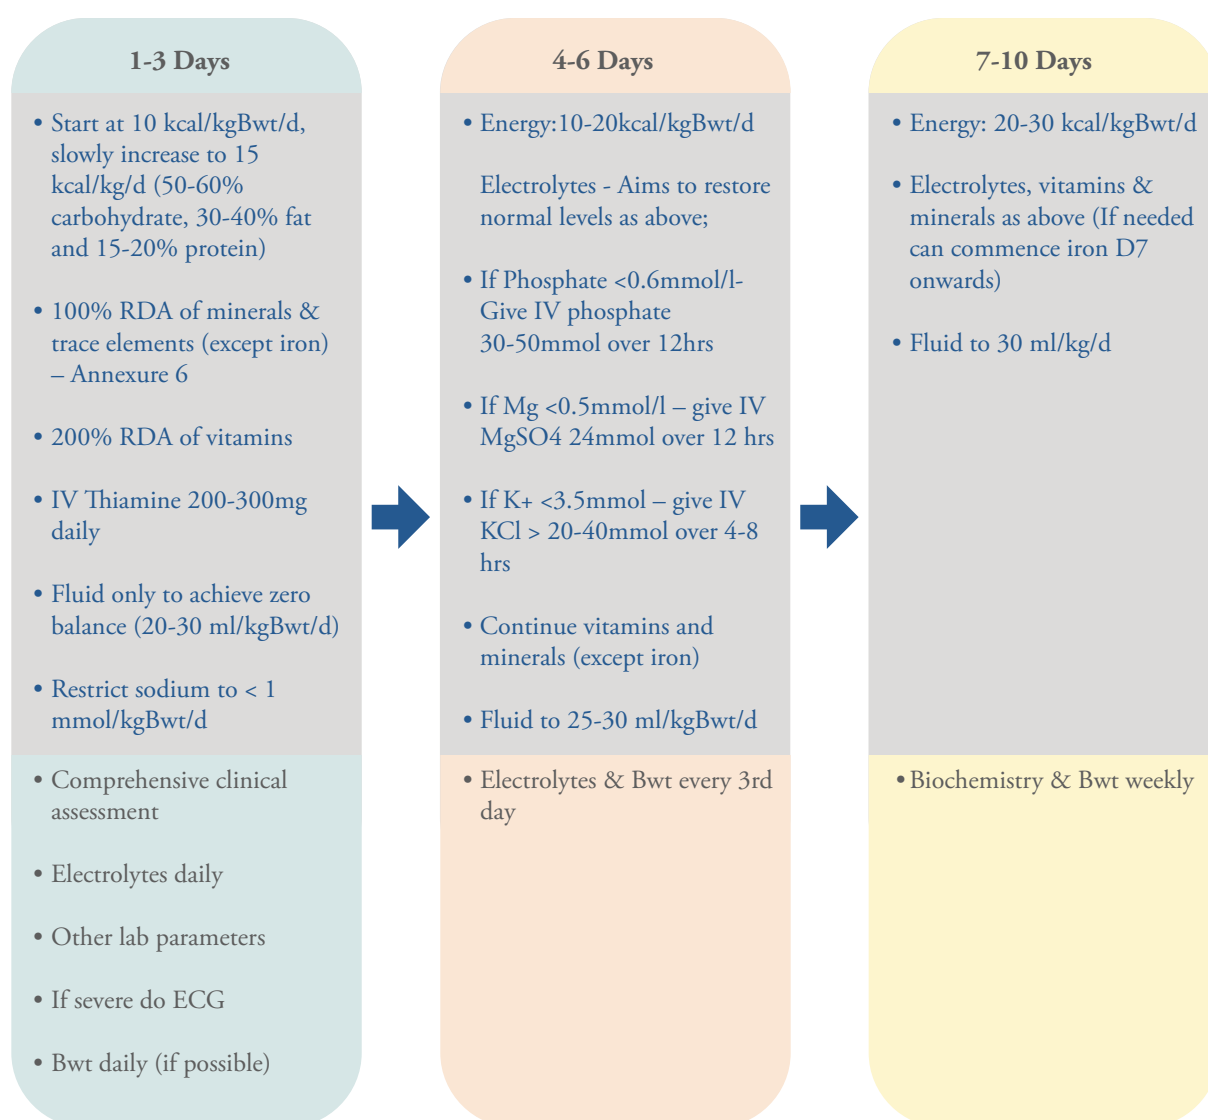 1-3 Days
• Start at 10 kcal/kgBwt/d,
slowly increase to 15
kcal/kg/d (50-60%
carbohydrate, 30-40% fat
and 15-20% protein)
• 100% RDA of minerals &
trace elements (except iron)
– Annexure 6
• 200% RDA of vitamins
• IV Thiamine 200-300mg
daily
• Fluid only to achieve zero
balance (20-30 ml/kgBwt/d)
• Restrict sodium to < 1
mmol/kgBwt/d
• Comprehensive clinical
assessment
• Electrolytes daily
• Other lab parameters
• If severe do ECG
• Bwt daily (if possible)
4-6 Days
• Energy:10-20kcal/kgBwt/d
Electrolytes - Aims to restore
normal levels as above;
• If Phosphate <0.6mmol/l-
Give IV phosphate
30-50mmol over 12hrs
• If Mg <0.5mmol/l – give IV
MgSO4 24mmol over 12 hrs
• If K+ <3.5mmol – give IV
KCl > 20-40mmol over 4-8
hrs
• Continue vitamins and
minerals (except iron)
• Fluid to 25-30 ml/kgBwt/d
• Electrolytes & Bwt every 3rd
day
7-10 Days
• Energy: 20-30 kcal/kgBwt/d
• Electrolytes, vitamins &
minerals as above (If needed
can commence iron D7
onwards)
• Fluid to 30 ml/kg/d
• Biochemistry & Bwt weekly